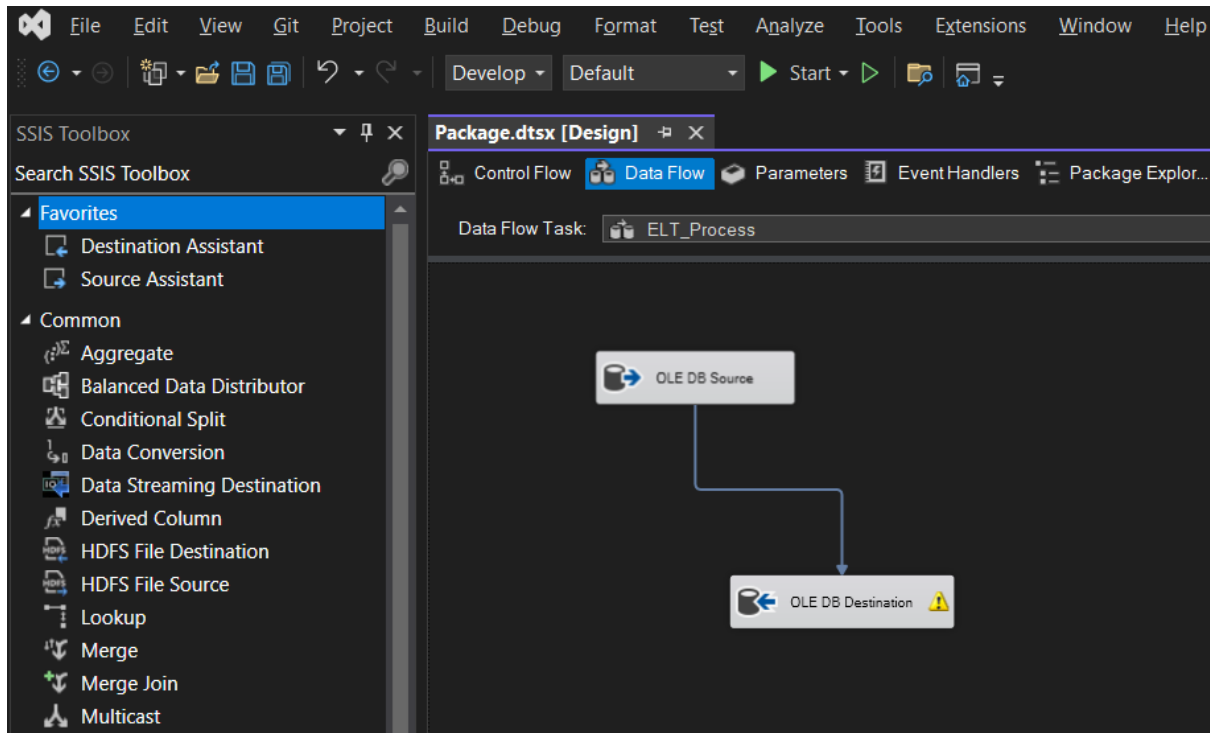 File Edit View Git Project Build Debug Format Test Analyze Tools Extensions Window Help
Develop Default Start
SSIS Toolbox
Search SSIS Toolbox
Favorites
Destination Assistant
Source Assistant
Common
Aggregate
Balanced Data Distributor
Conditional Split
Data Conversion
Data Streaming Destination
Derived Column
HDFS File Destination
HDFS File Source
Lookup
Merge
Merge Join
Multicast
Package.dtsx [Design]
Control Flow Data Flow Parameters Event Handlers Package Explor...
Data Flow Task: ELT_Process
OLE DB Source
OLE DB Destination